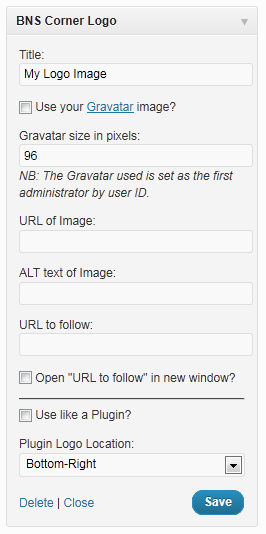 BNS Corner Logo
Title:
My Logo Image
Use your Gravatar image?
Gravatar size in pixels:
96
NB: The Gravatar used is set as the first
administrator by user ID.
URL of Image:
ALT text of Image:
URL to follow:
Open "URL to follow" in new window?
Use like a Plugin?
Plugin Logo Location:
Bottom-Right
Delete | Close
Save